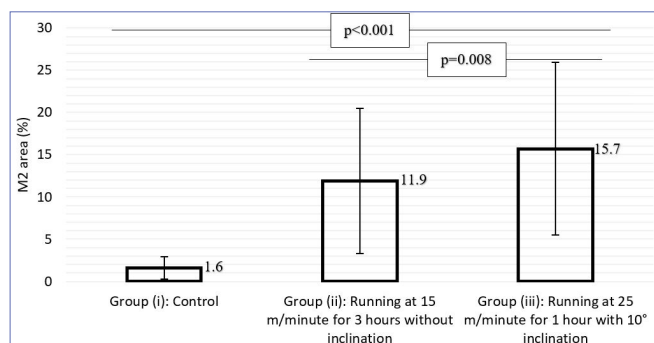 30
p<0.001
25
p=0.008
20
15
10
5
0
M2 area (%)
1.6
11.9
15.7
Group (i): Control
Group (ii): Running at 15
m/minute for 3 hours without
inclination
Group (iii): Running at 25
m/minute for 1 hour with 10°
inclination